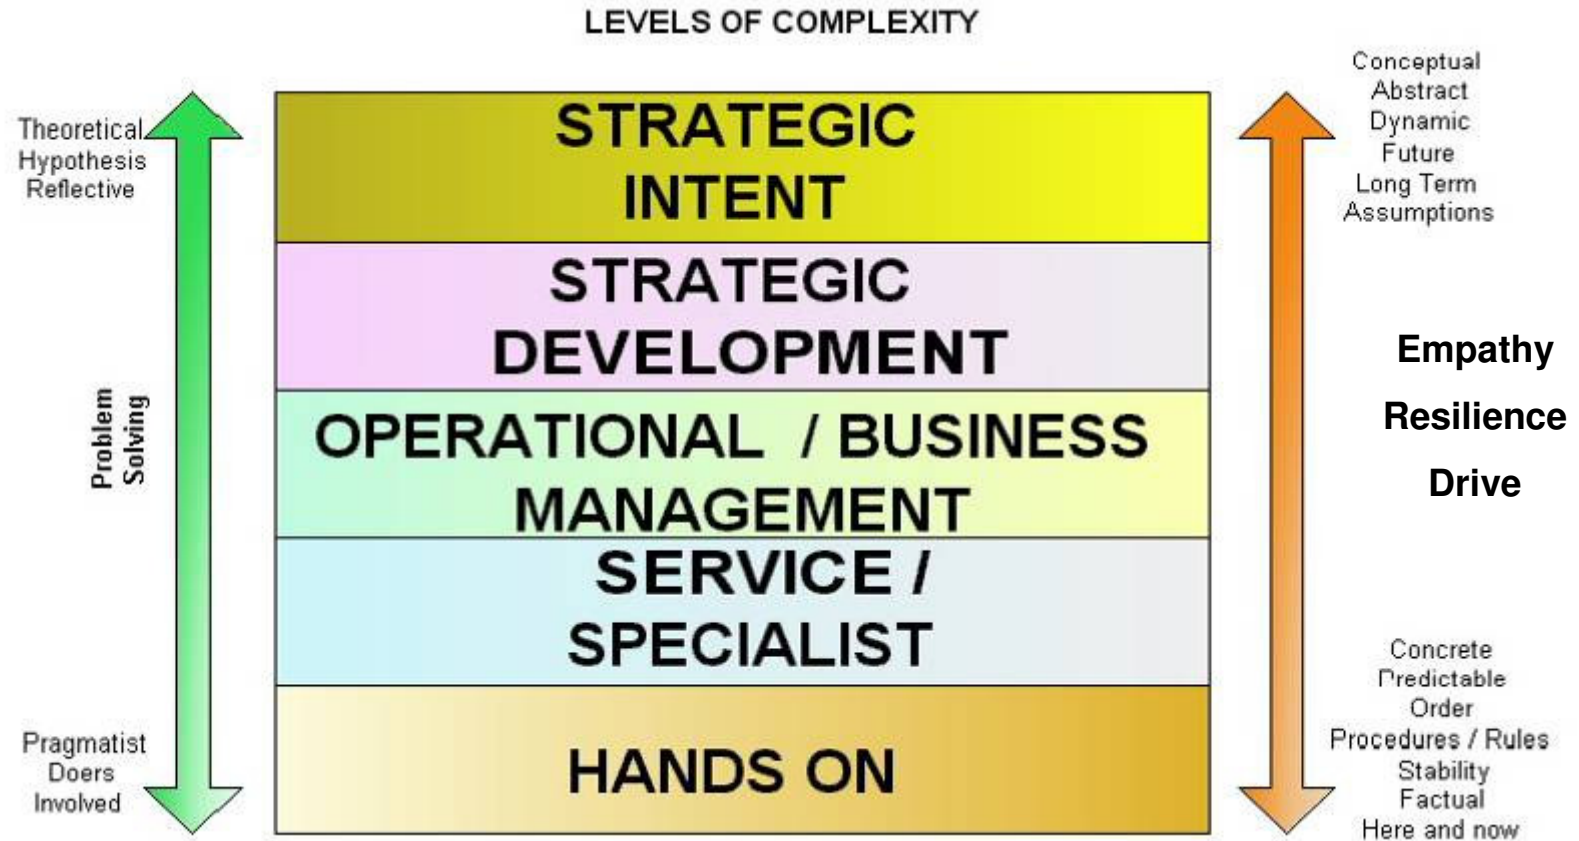 LEVELS OF COMPLEXITY
Theoretical
Hypothesis
Reflective
Problem
Solving
Pragmatist
Doers
Involved
STRATEGIC
INTENT
STRATEGIC
DEVELOPMENT
OPERATIONAL / BUSINESS
MANAGEMENT
SERVICE /
SPECIALIST
HANDS ON
Conceptual
Abstract
Dynamic
Future
Long Term
Assumptions
Empathy
Resilience
Drive
Concrete
Predictable
Order
Procedures / Rules
Stability
Factual
Here and now